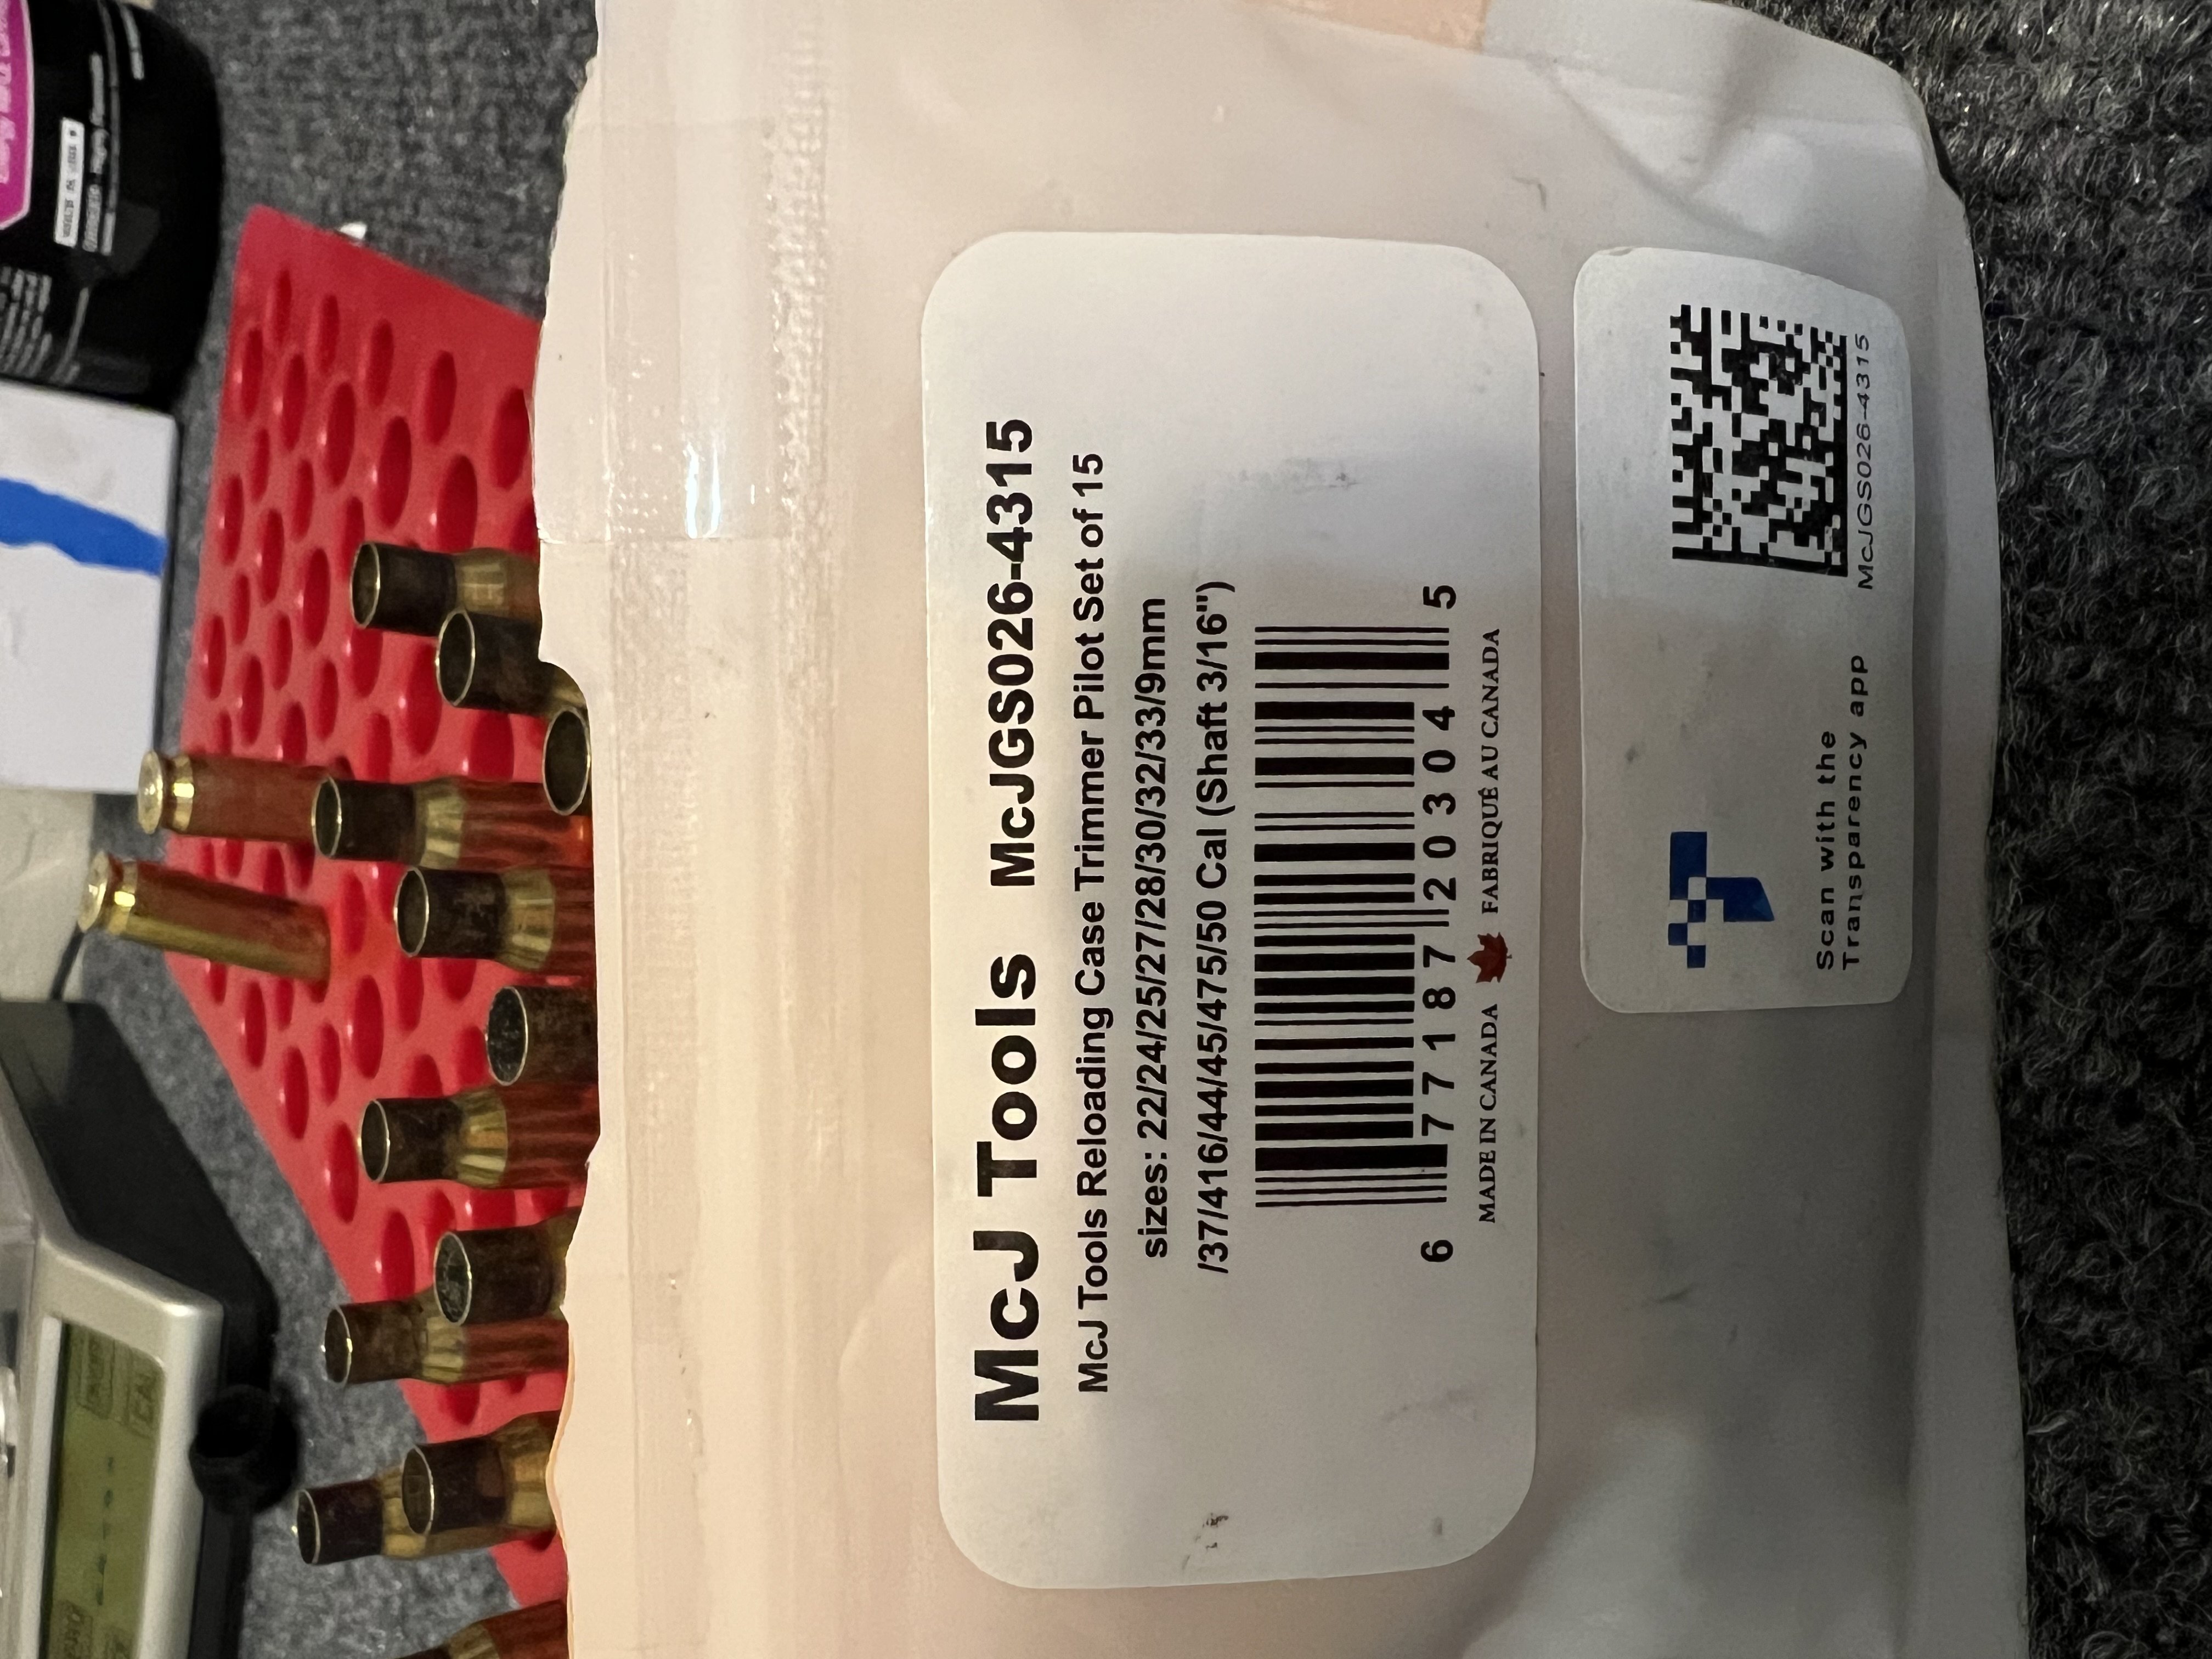 McJ Tools McJGS026-4315
McJ Tools Reloading Case Trimmer Pilot Set of 15
sizes: 22/24/25/27/28/30/32/33/9mm
/37/416/44/45/475/50 Cal (Shaft 3/16")
6 77187 20304 5
MADE IN CANADA FABRIQUÉ AU CANADA
Scan with the
Transparency app
McJGS026-4315
CAL